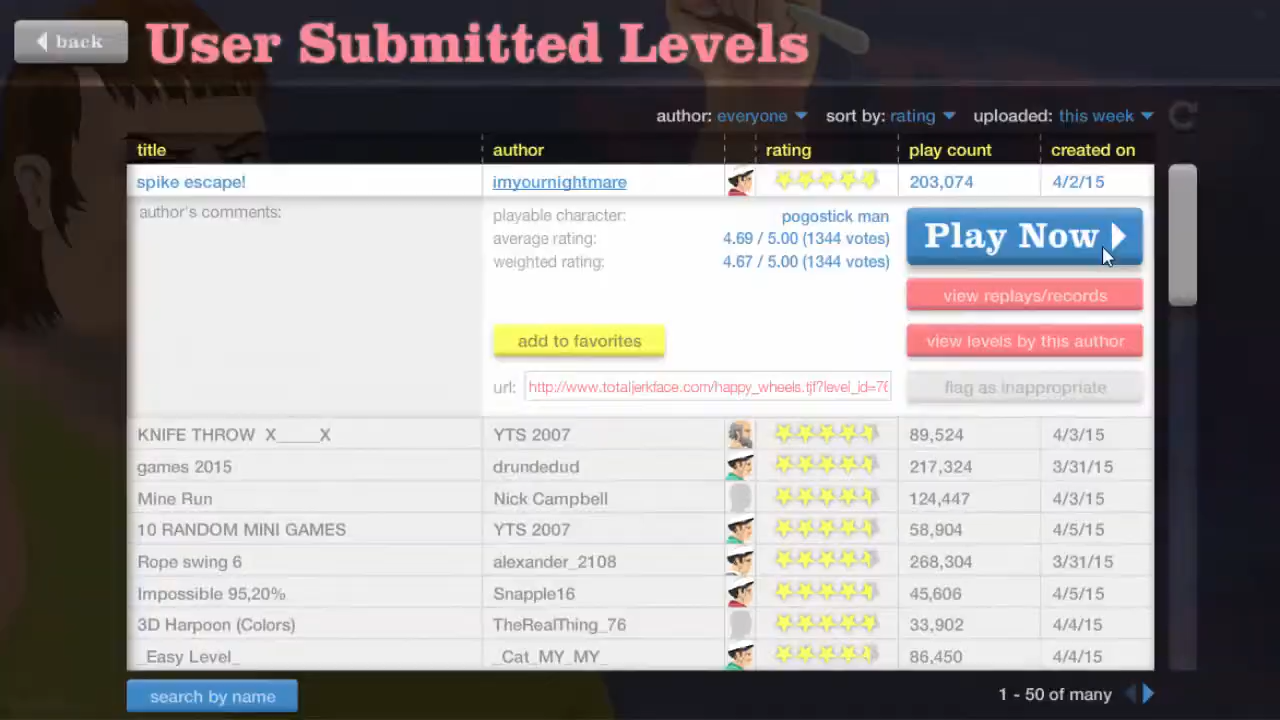 back
User Submitted Levels
author: everyone sort by: rating uploaded: this week
title author rating play count created on
spike escape! imyournightmare 203,074 4/2/15
author's comments:
playable character: pogostick man
average rating: 4.69 / 5.00 (1344 votes)
weighted rating: 4.67 / 5.00 (1344 votes)
Play Now
view replays/records
add to favorites
view levels by this author
url: http://www.totaljerkface.com/happy_wheels.tjf?level_id=76
flag as inappropriate
KNIFE THROW X_____X YTS 2007 89,524 4/3/15
games 2015 drundedud 217,324 3/31/15
Mine Run Nick Campbell 124,447 4/3/15
10 RANDOM MINI GAMES YTS 2007 58,904 4/5/15
Rope swing 6 alexander_2108 268,304 3/31/15
Impossible 95,20% Snapple16 45,606 4/5/15
3D Harpoon (Colors) TheRealThing_76 33,902 4/4/15
_Easy Level_ _Cat_MY_MY_ 86,450 4/4/15
search by name
1 - 50 of many